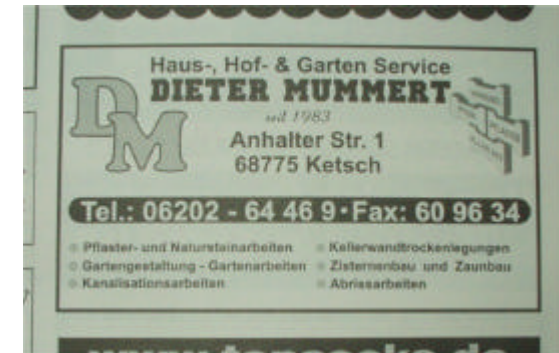 Haus-, Hof- & Garten Service
DIETER MUMMERT
seit 1983
Anhalter Str. 1
68775 Ketsch
DM
Tel.: 06202 - 64 46 9 • Fax: 60 96 34
Pflaster- und Natursteinarbeiten
Gartengestaltung - Gartenarbeiten
Kanalisationsarbeiten
Kellerwandtrockenlegungen
Zisternenbau und Zaunbau
Abrissarbeiten